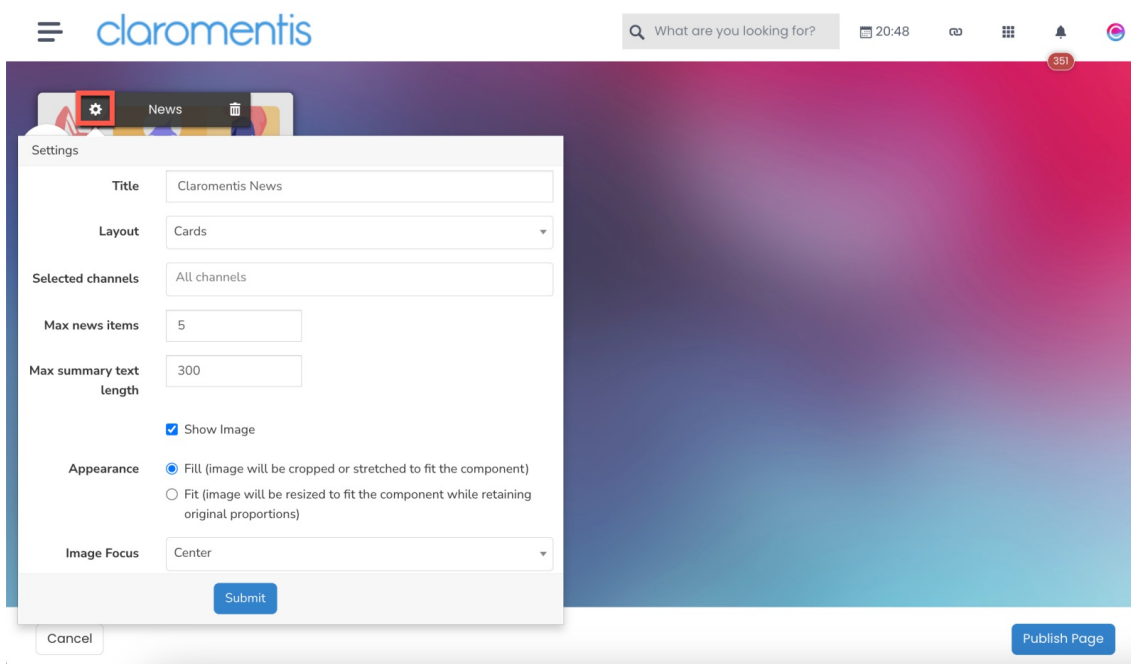 claromentis
What are you looking for?
20:48
351
News
Settings
Title
Claromentis News
Layout
Cards
Selected channels
All channels
Max news items
5
Max summary text
length
300
Show Image
Appearance
Fill (image will be cropped or stretched to fit the component)
Fit (image will be resized to fit the component while retaining
original proportions)
Image Focus
Center
Submit
Cancel
Publish Page